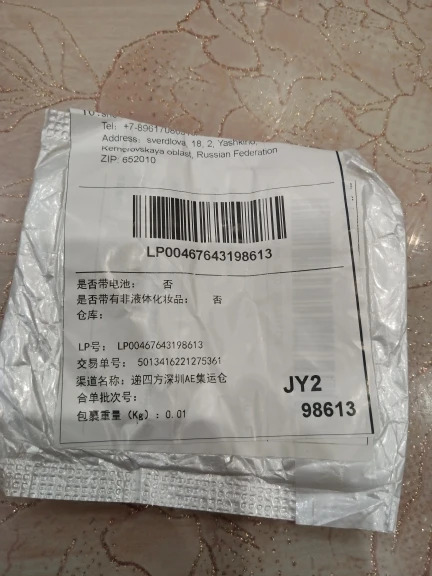 Tel:
Address: sverdlova, 18, 2, Yashkino,
Kemerovskaya oblast, Russian Federation
ZIP: 652010
LP00467643198613
是否带电池： 否
是否带有非液体化妆品： 否
仓库：
LP号： LP00467643198613
交易单号： 5013416221275361
渠道名称：递四方深圳AE集运仓
合单批次号：
包裹重量（Kg）：0.01
JY2
98613